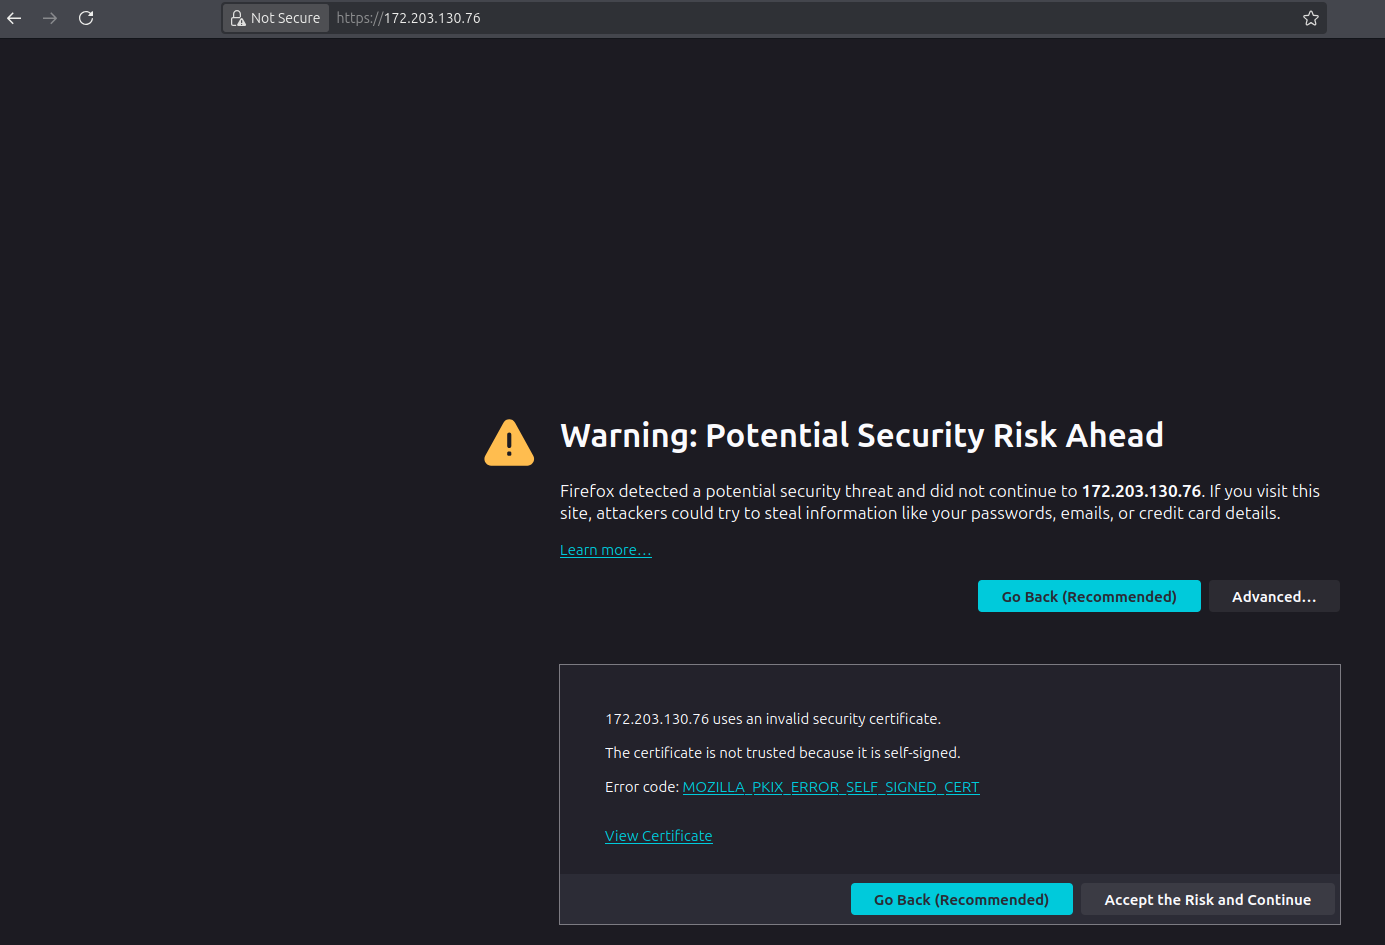 Not Secure https://172.203.130.76
Warning: Potential Security Risk Ahead
Firefox detected a potential security threat and did not continue to 172.203.130.76. If you visit this
site, attackers could try to steal information like your passwords, emails, or credit card details.
Learn more…
Go Back (Recommended) Advanced…
172.203.130.76 uses an invalid security certificate.
The certificate is not trusted because it is self-signed.
Error code: MOZILLA_PKIX_ERROR_SELF_SIGNED_CERT
View Certificate
Go Back (Recommended) Accept the Risk and Continue